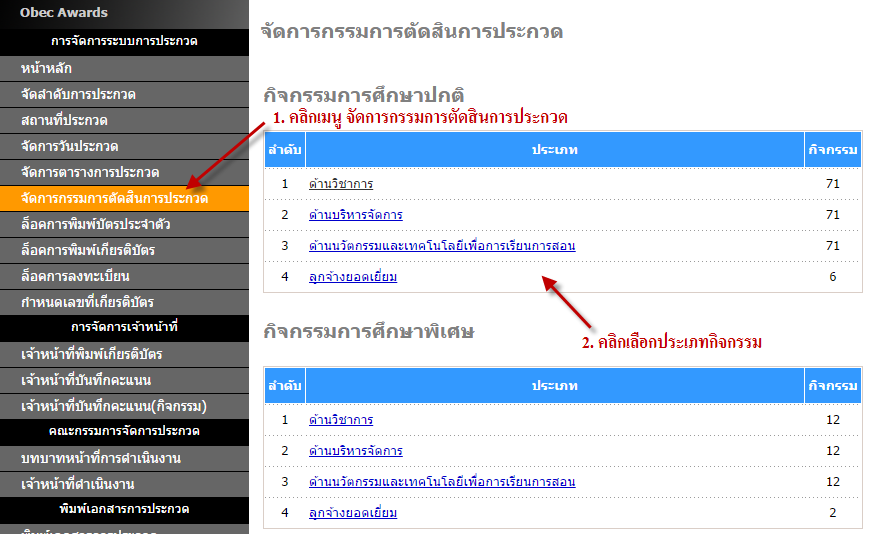 Obec Awards
การจัดการระบบการประกวด
หน้าหลัก
จัดลำดับการประกวด
สถานที่ประกวด
จัดการวันประกวด
จัดการตารางการประกวด
จัดการกรรมการตัดสินการประกวด
ล็อคการพิมพ์บัตรประจำตัว
ล็อคการพิมพ์เกียรติบัตร
ล็อคการลงทะเบียน
กำหนดเลขที่เกียรติบัตร
การจัดการเจ้าหน้าที่
เจ้าหน้าที่พิมพ์เกียรติบัตร
เจ้าหน้าที่บันทึกคะแนน
เจ้าหน้าที่บันทึกคะแนน(กิจกรรม)
คณะกรรมการจัดการประกวด
บทบาทหน้าที่การดำเนินงาน
เจ้าหน้าที่ดำเนินงาน
พิมพ์เอกสารการประกวด
จัดการกรรมการตัดสินการประกวด
กิจกรรมการศึกษาปกติ
1. คลิกเมนู จัดการกรรมการตัดสินการประกวด
ลำดับ ประเภท กิจกรรม
1 ด้านวิชาการ 71
2 ด้านบริหารจัดการ 71
3 ด้านนวัตกรรมและเทคโนโลยีเพื่อการเรียนการสอน 71
4 ลูกจ้างยอดเยี่ยม 6
กิจกรรมการศึกษาพิเศษ
2. คลิกเลือกประเภทกิจกรรม
ลำดับ ประเภท กิจกรรม
1 ด้านวิชาการ 12
2 ด้านบริหารจัดการ 12
3 ด้านนวัตกรรมและเทคโนโลยีเพื่อการเรียนการสอน 12
4 ลูกจ้างยอดเยี่ยม 2